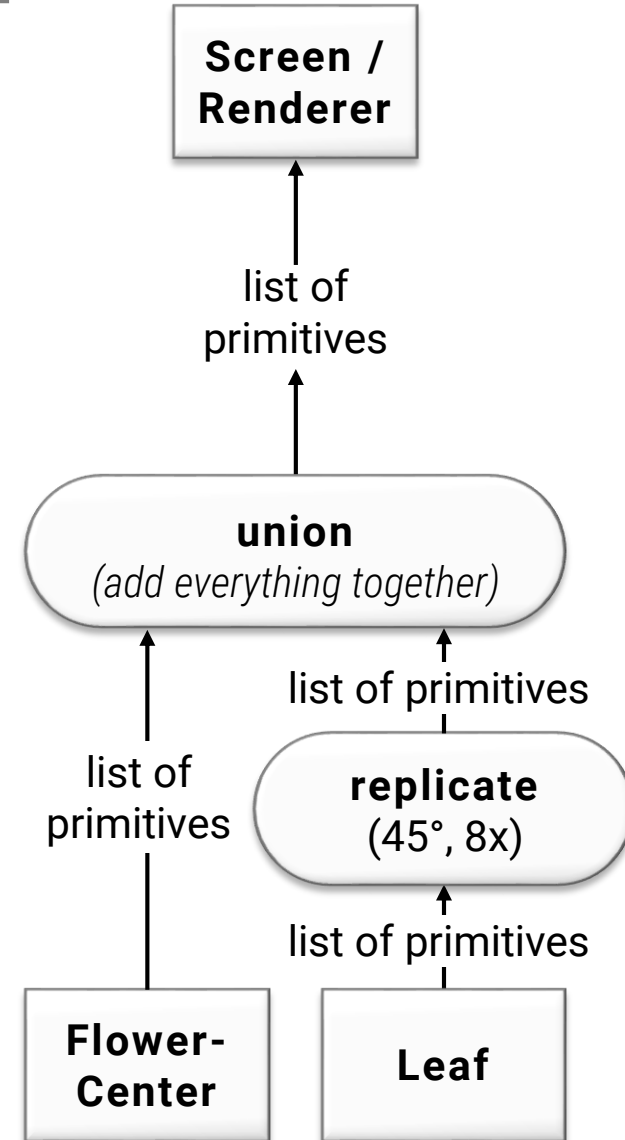 Screen /
Renderer
list of
primitives
union
(add everything together)
list of primitives
list of
primitives
replicate
(45°, 8x)
list of primitives
Flower-
Center
Leaf